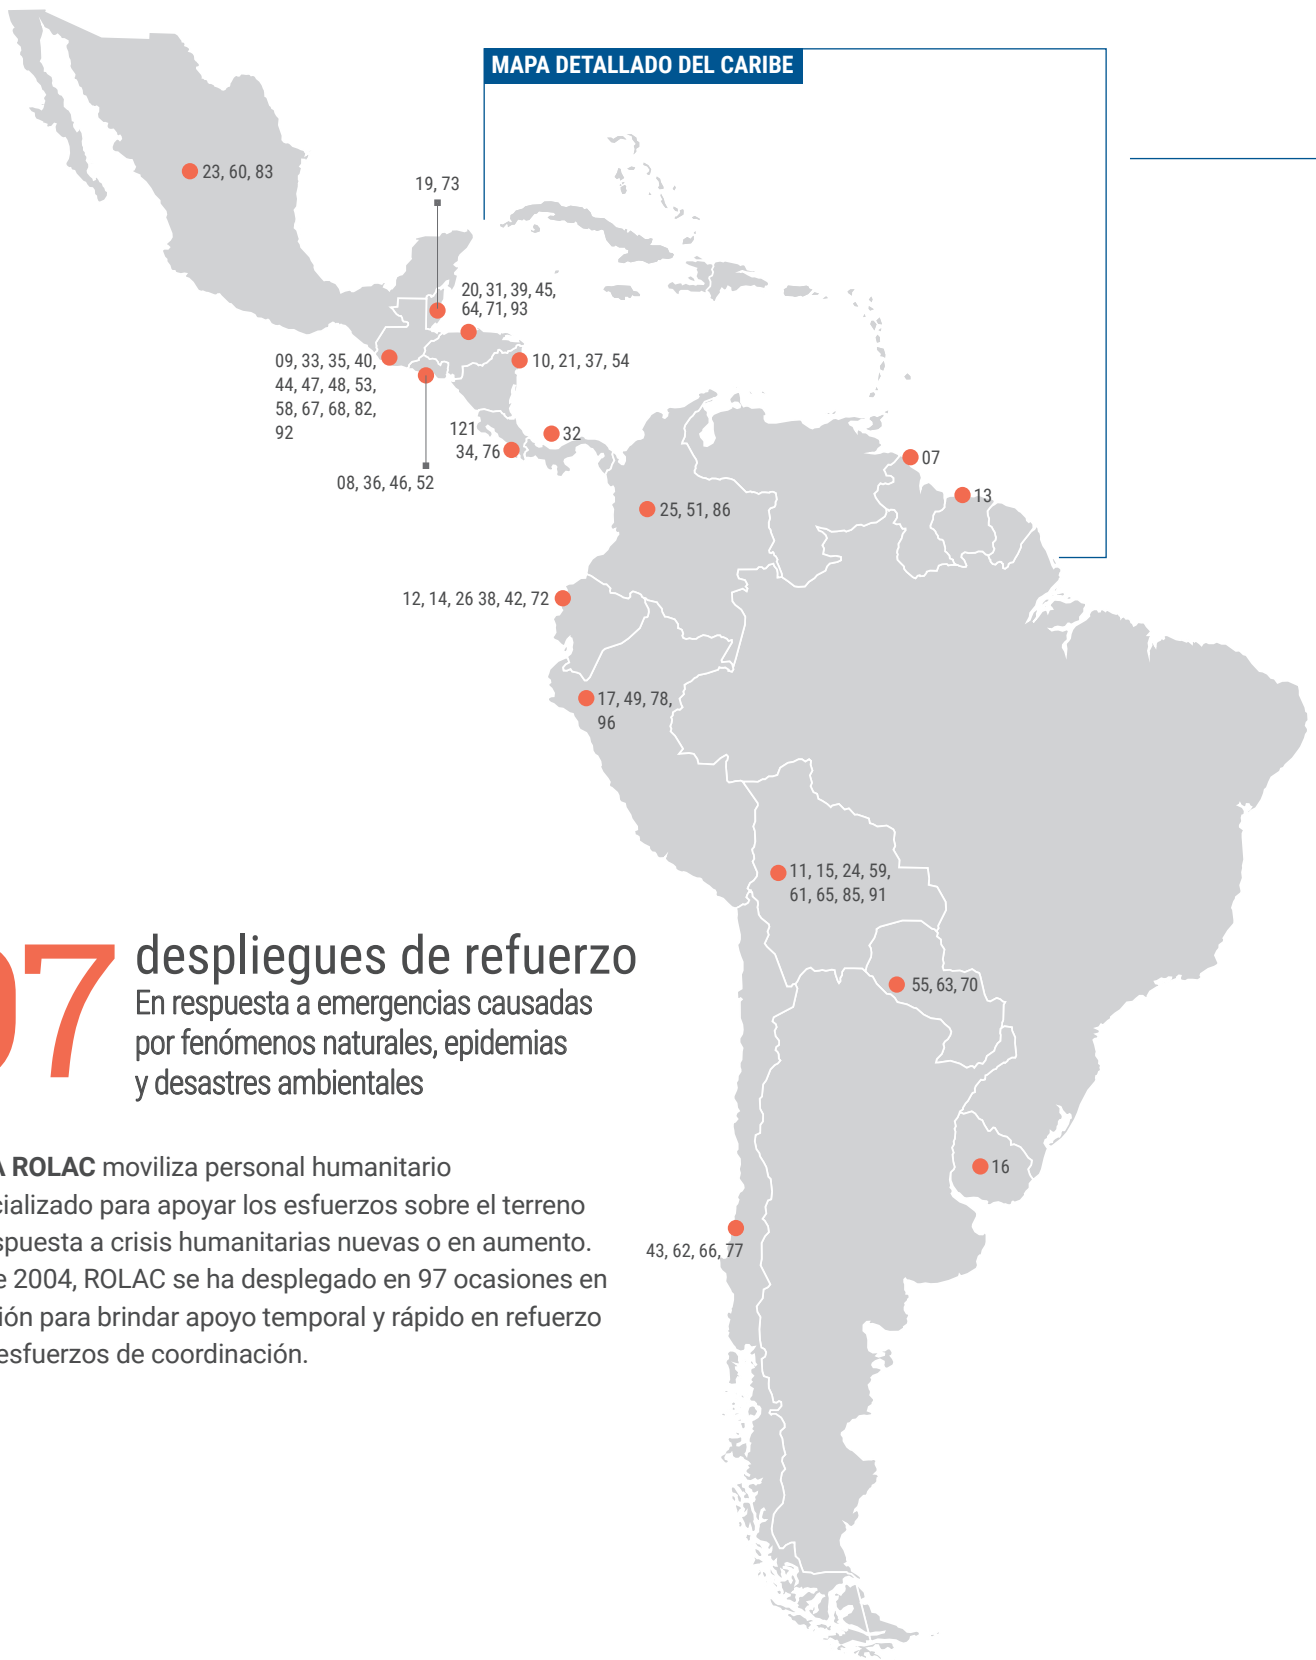 MAPA DETALLADO DEL CARIBE
23, 60, 83
19, 73
20, 31, 39, 45,
64, 71, 93
09, 33, 35, 40,
44, 47, 48, 53,
58, 67, 68, 82,
92
10, 21, 37, 54
121
34, 76
32
08, 36, 46, 52
07
13
25, 51, 86
12, 14, 26 38, 42, 72
17, 49, 78,
96
11, 15, 24, 59,
61, 65, 85, 91
55, 63, 70
16
43, 62, 66, 77
97 despliegues de refuerzo
En respuesta a emergencias causadas
por fenómenos naturales, epidemias
y desastres ambientales
A ROLAC moviliza personal humanitario
cializado para apoyar los esfuerzos sobre el terreno
spuesta a crisis humanitarias nuevas o en aumento.
e 2004, ROLAC se ha desplegado en 97 ocasiones en
ión para brindar apoyo temporal y rápido en refuerzo
esfuerzos de coordinación.